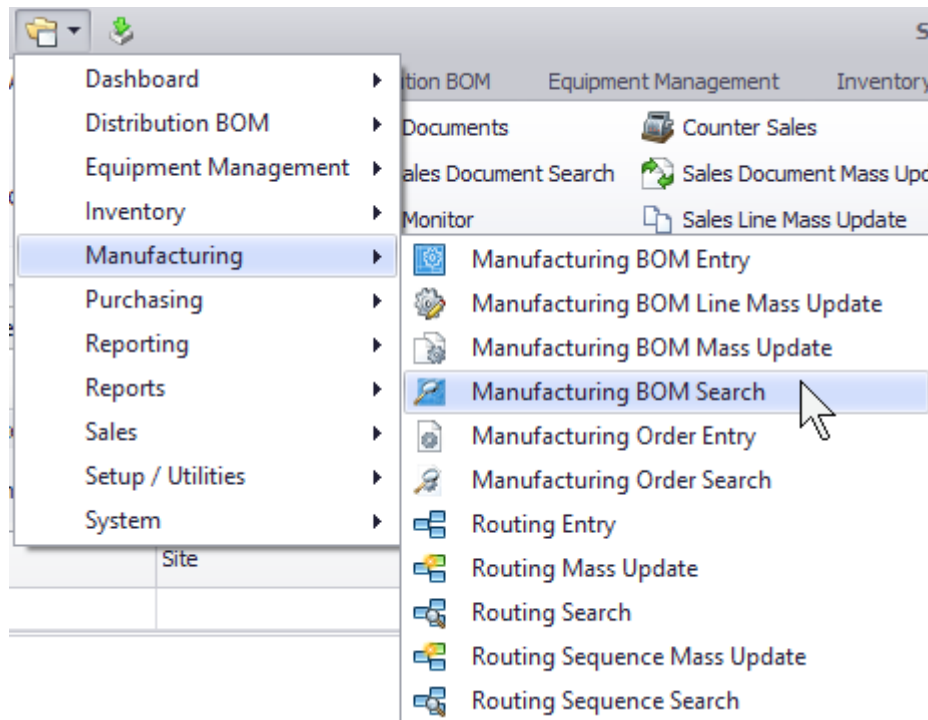 S
Dashboard
Distribution BOM
Equipment Management
Inventory
Manufacturing
Purchasing
Reporting
Reports
Sales
Setup / Utilities
System
BOM Equipment Management Inventory
Documents Counter Sales
Sales Document Search Sales Document Mass
Monitor Sales Line Mass Update
Manufacturing BOM Entry
Manufacturing BOM Line Mass Update
Manufacturing BOM Mass Update
Manufacturing BOM Search
Manufacturing Order Entry
Manufacturing Order Search
Routing Entry
Routing Mass Update
Routing Search
Routing Sequence Mass Update
Routing Sequence Search
Site